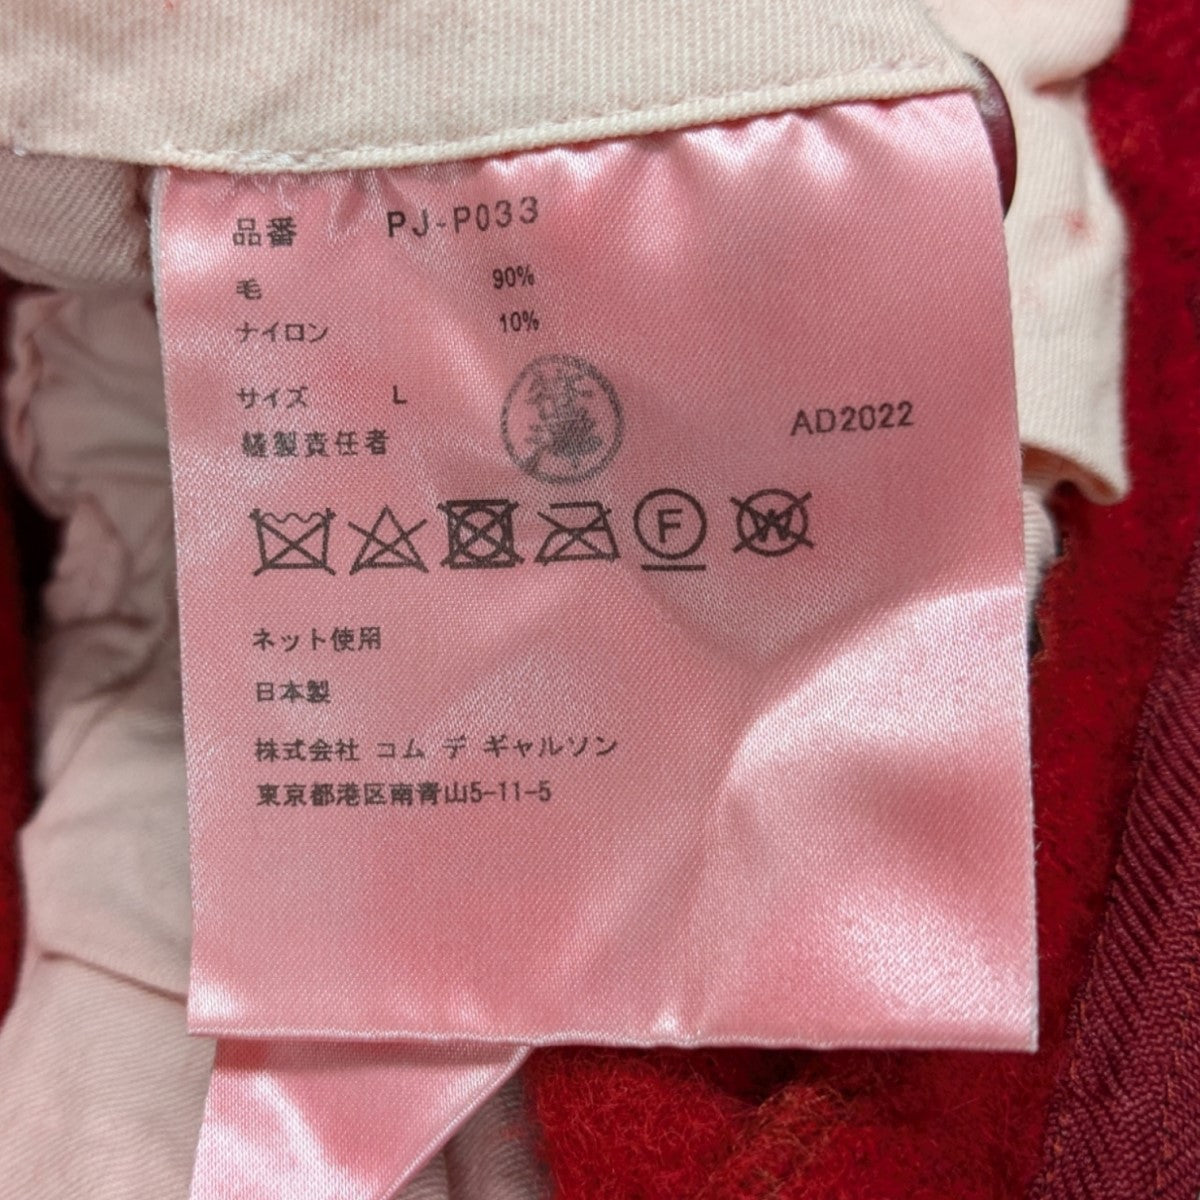 品番 PJ-P033
毛 90%
ナイロン 10%
サイズ L
縫製責任者
AD2022
F
W
ネット使用
日本製
株式会社 コム デ ギャルソン
東京都港区南青山5-11-5